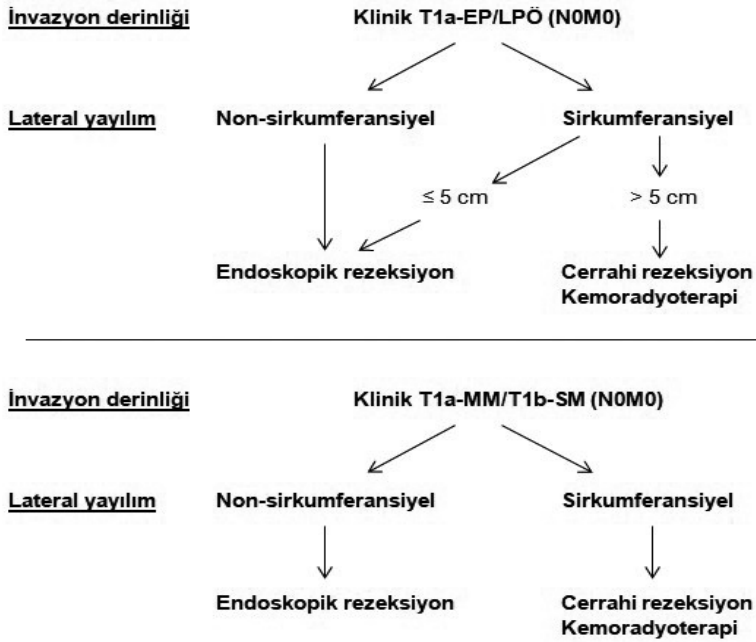 İnvazyon derinliği Klinik T1a-EP/LPÖ (N0M0)
Lateral yayılım Non-sirkumferansiyel Sirkumferansiyel
≤ 5 cm > 5 cm
Endoskopik rezeksiyon Cerrahi rezeksiyon
Kemoradyoterapi
İnvazyon derinliği Klinik T1a-MM/T1b-SM (N0M0)
Lateral yayılım Non-sirkumferansiyel Sirkumferansiyel
Endoskopik rezeksiyon Cerrahi rezeksiyon
Kemoradyoterapi